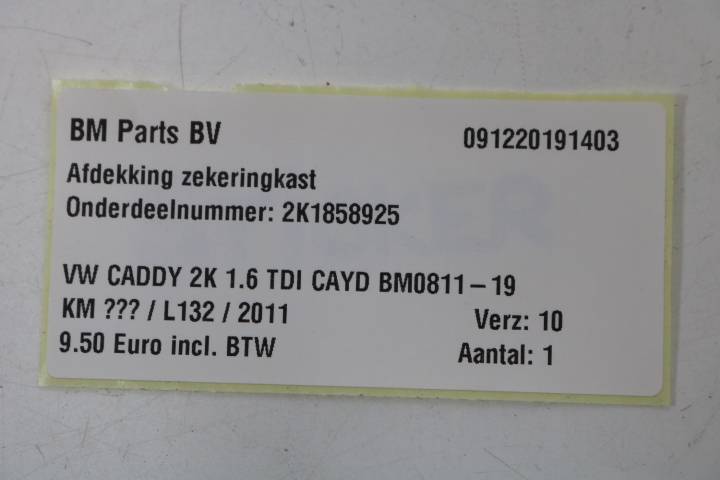 BM Parts BV 091220191403
Afdekking zekeringkast
Onderdeelnummer: 2K1858925
VW CADDY 2K 1.6 TDI CAYD BM0811-19
KM ??? / L132 / 2011 Verz: 10
9.50 Euro incl. BTW Aantal: 1